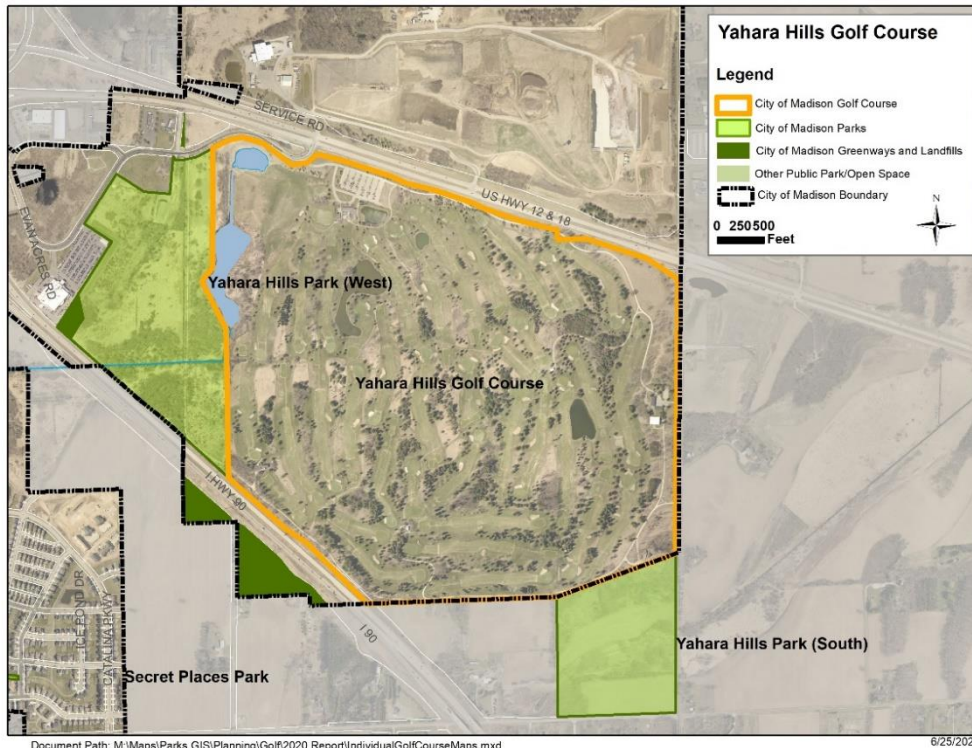 Yahara Hills Golf Course
Legend
City of Madison Golf Course
City of Madison Parks
City of Madison Greenways and Landfills
Other Public Park/Open Space
City of Madison Boundary
N
0 250500
Feet
SERVICE RD
US HWY 12 & 18
EVAN ACRES RD
Yahara Hills Park (West)
Yahara Hills Golf Course
I HWY 90
I 90
ICE POND DR
CATALINA PKWY
Yahara Hills Park (South)
Secret Places Park
Document Path: M:\Maps\Parks GIS\Planning\Golf\2020 Report\IndividualGolfCourseMaps.mxd
6/25/202